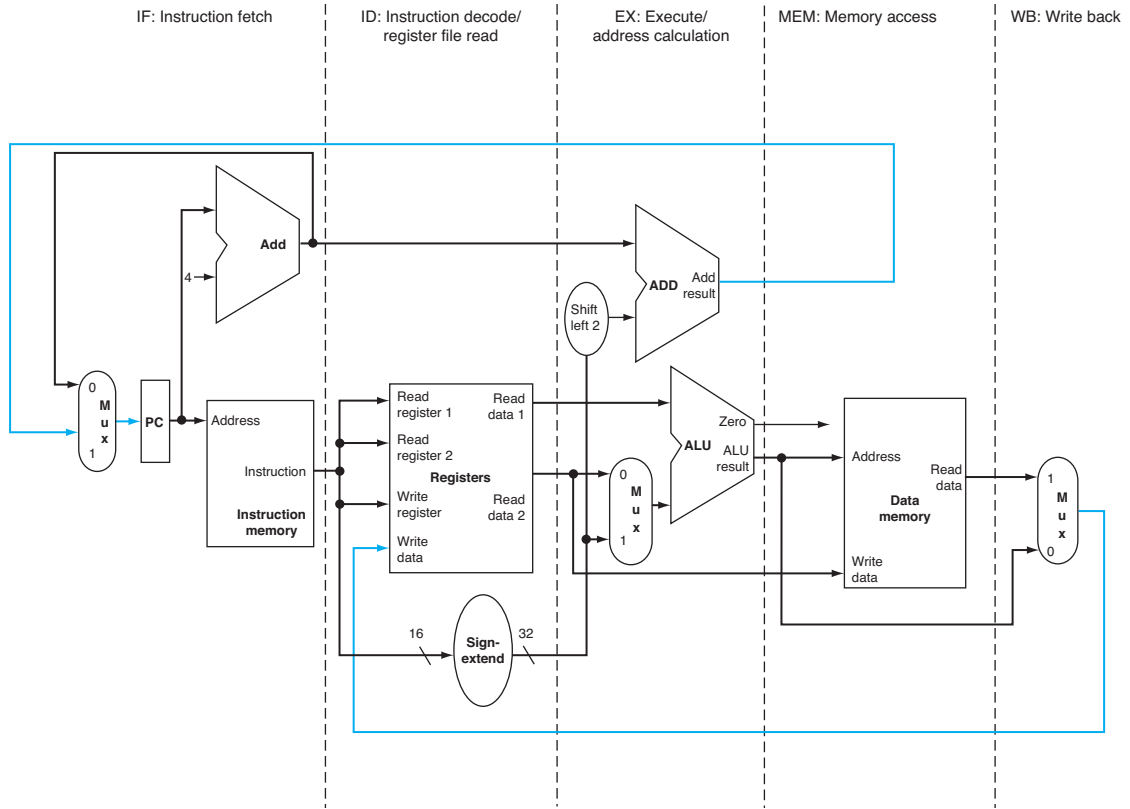 IF: Instruction fetch
ID: Instruction decode/
register file read
EX: Execute/
address calculation
MEM: Memory access
WB: Write back
Add
4
ADD
Add
result
Shift
left 2
0
M
u
x
1
PC
Address
Instruction
Instruction
memory
Read
register 1
Read
register 2
Write
register
Write
data
Registers
Read
data 1
Read
data 2
0
M
u
x
1
Zero
ALU
ALU
result
Address
Read
data
Data
memory
Write
data
1
M
u
x
0
16
Sign-
extend
32